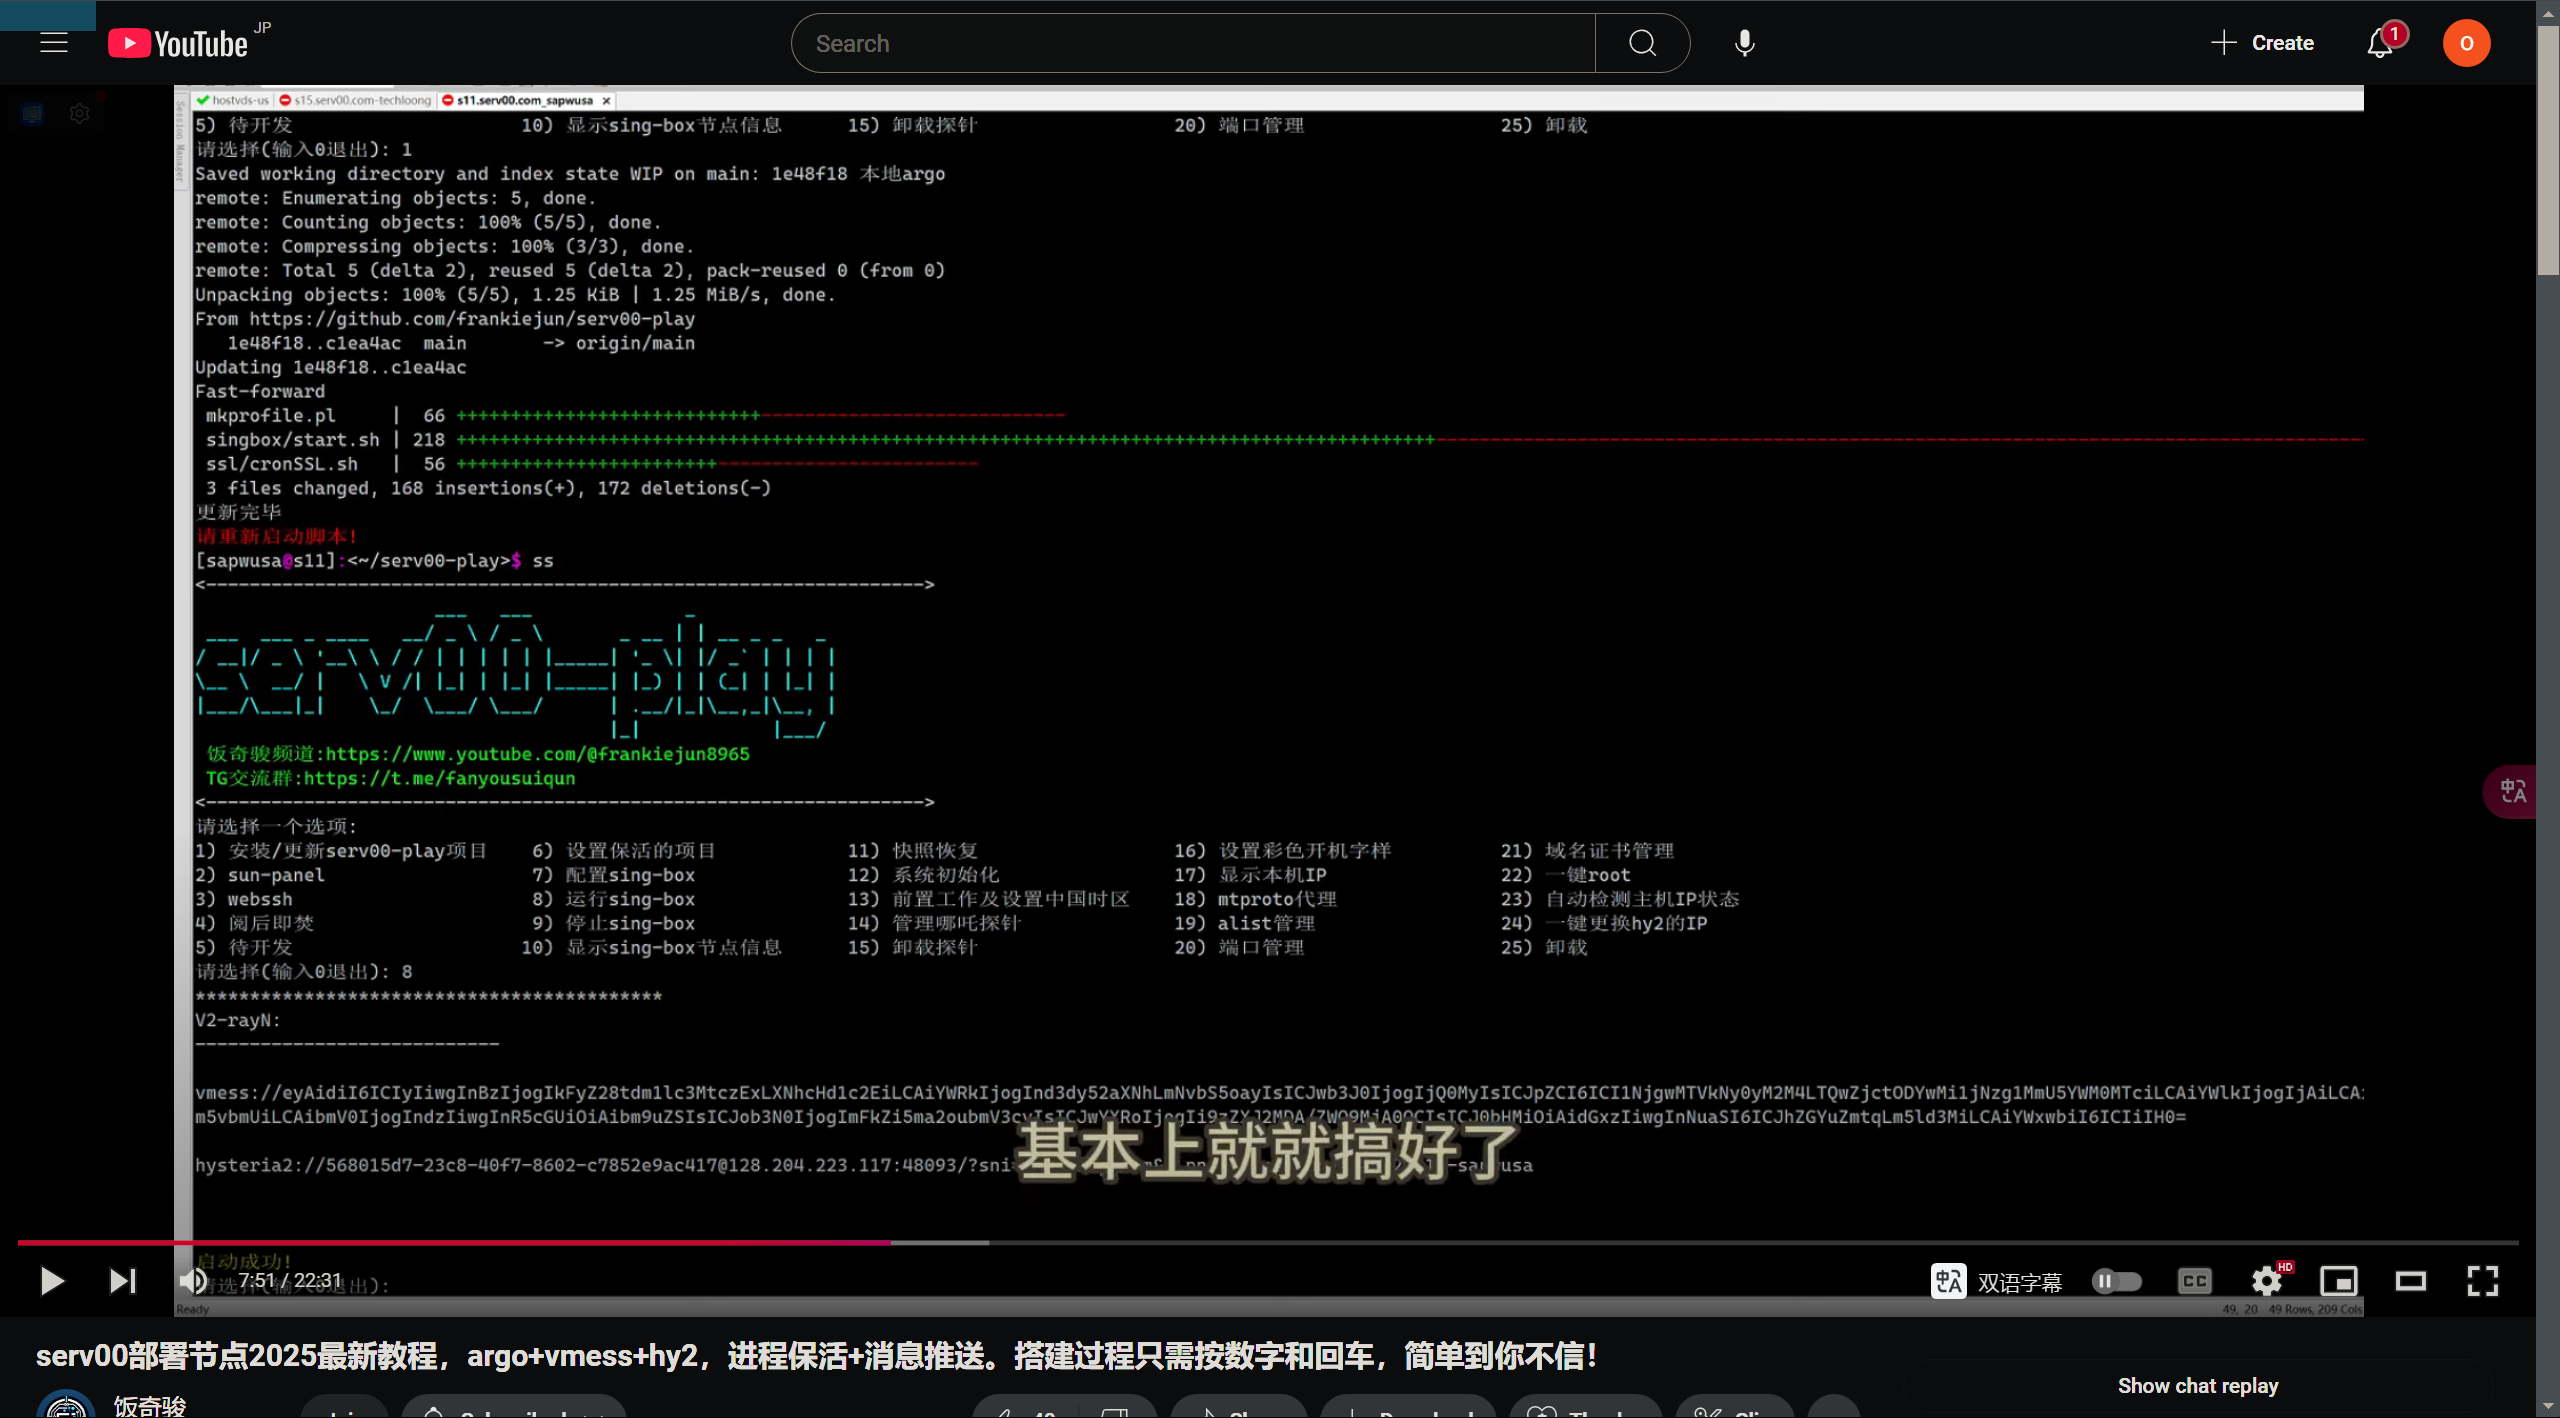 YouTube JP
Search
Create
1
O
hostvds-us s15.serv00.com-techloong s11.serv00.com_sapwusa
Session Manager
5) 待开发 10) 显示sing-box节点信息 15) 卸载探针 20) 端口管理 25) 卸载
请选择(输入0退出): 1
Saved working directory and index state WIP on main: 1e48f18 本地argo
remote: Enumerating objects: 5, done.
remote: Counting objects: 100% (5/5), done.
remote: Compressing objects: 100% (3/3), done.
remote: Total 5 (delta 2), reused 5 (delta 2), pack-reused 0 (from 0)
Unpacking objects: 100% (5/5), 1.25 KiB | 1.25 MiB/s, done.
From https://github.com/frankiejun/serv00-play
1e48f18..c1ea4ac main -> origin/main
Updating 1e48f18..c1ea4ac
Fast-forward
mkprofile.pl | 66
singbox/start.sh | 218
ssl/cronSSL.sh | 56
3 files changed, 168 insertions(+), 172 deletions(-)
更新完毕
请重新启动脚本!
[sapwusa@s11]:<~/serv00-play>$ ss
serv00-play
饭奇骏频道:https://www.youtube.com/@frankiejun8965
TG交流群:https://t.me/fanyousuiqun
请选择一个选项:
1) 安装/更新serv00-play项目 6) 设置保活的项目 11) 快照恢复 16) 设置彩色开机字样 21) 域名证书管理
2) sun-panel 7) 配置sing-box 12) 系统初始化 17) 显示本机IP 22) 一键root
3) webssh 8) 运行sing-box 13) 前置工作及设置中国时区 18) mtproto代理 23) 自动检测主机IP状态
4) 阅后即焚 9) 停止sing-box 14) 管理哪吒探针 19) alist管理 24) 一键更换hy2的IP
5) 待开发 10) 显示sing-box节点信息 15) 卸载探针 20) 端口管理 25) 卸载
请选择(输入0退出): 8
*******************************************
V2-rayN:
----------------------------
hysteria2://568015d7-23c8-40f7-8602-c7852e9ac417@128.204.223.117:48093/?sni
基本上就就搞好了
启动成功!
请选择(输入0退出):
7:51 / 22:31
双语字幕
CC
HD
Ready
49, 20 49 Rows, 209 Cols
serv00部署节点2025最新教程，argo+vmess+hy2，进程保活+消息推送。搭建过程只需按数字和回车，简单到你不信！
Show chat replay
饭奇骏